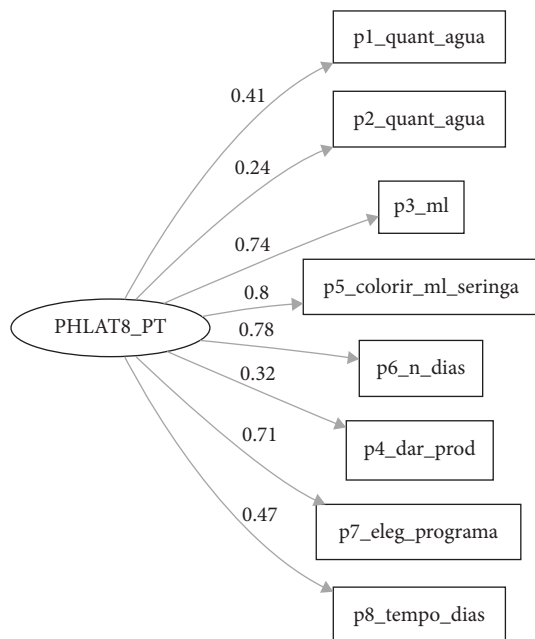 p1_quant_agua
0.41
p2_quant_agua
0.24
p3_ml
0.74
p5_colorir_ml_seringa
0.8
PHLAT8_PT
0.78
p6_n_dias
0.32
p4_dar_prod
0.71
p7_eleg_programa
0.47
p8_tempo_dias